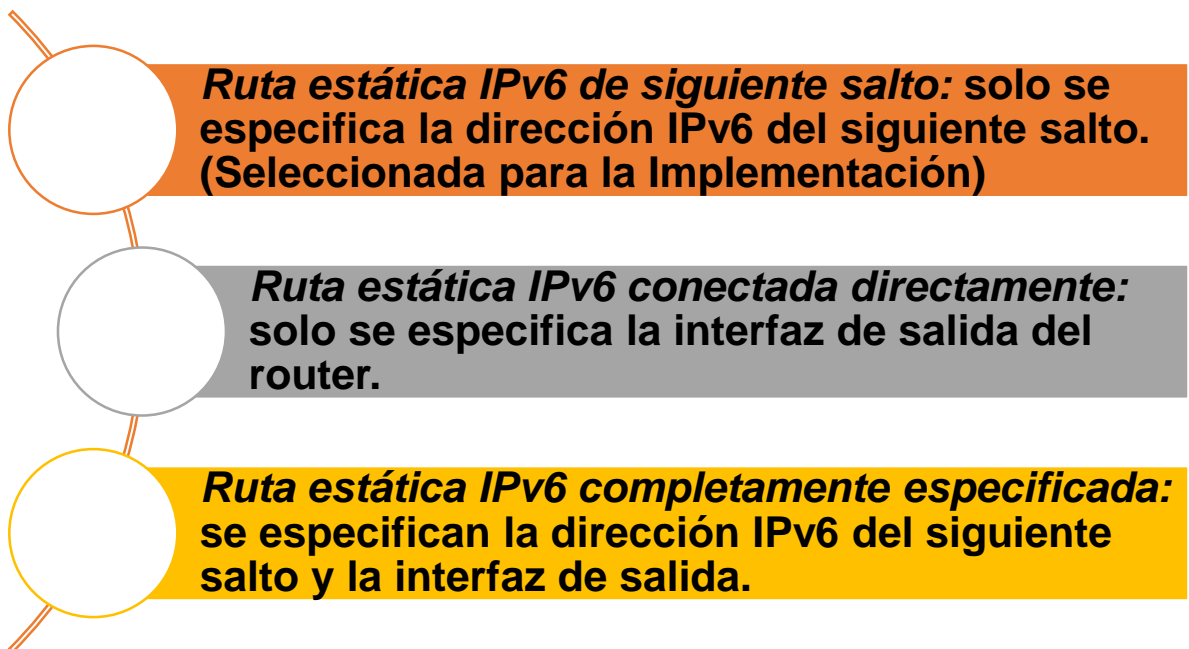 Ruta estática IPv6 de siguiente salto: solo se
especifica la dirección IPv6 del siguiente salto.
(Seleccionada para la Implementación)
Ruta estática IPv6 conectada directamente:
solo se especifica la interfaz de salida del
router.
Ruta estática IPv6 completamente especificada:
se especifican la dirección IPv6 del siguiente
salto y la interfaz de salida.